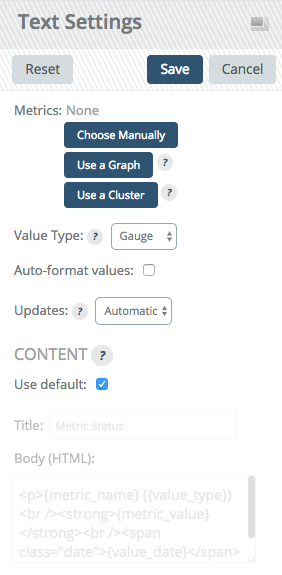 Text Settings
Reset Save Cancel
Metrics: None
Choose Manually
Use a Graph ?
Use a Cluster ?
Value Type: ? Gauge
Auto-format values:
Updates: ? Automatic
CONTENT ?
Use default:
Title: Metric Status
Body (HTML):
<p>{metric_name} ({value_type})
<br /><strong>{metric_value}
</strong><br /><span
class="date">{value_date}</span>